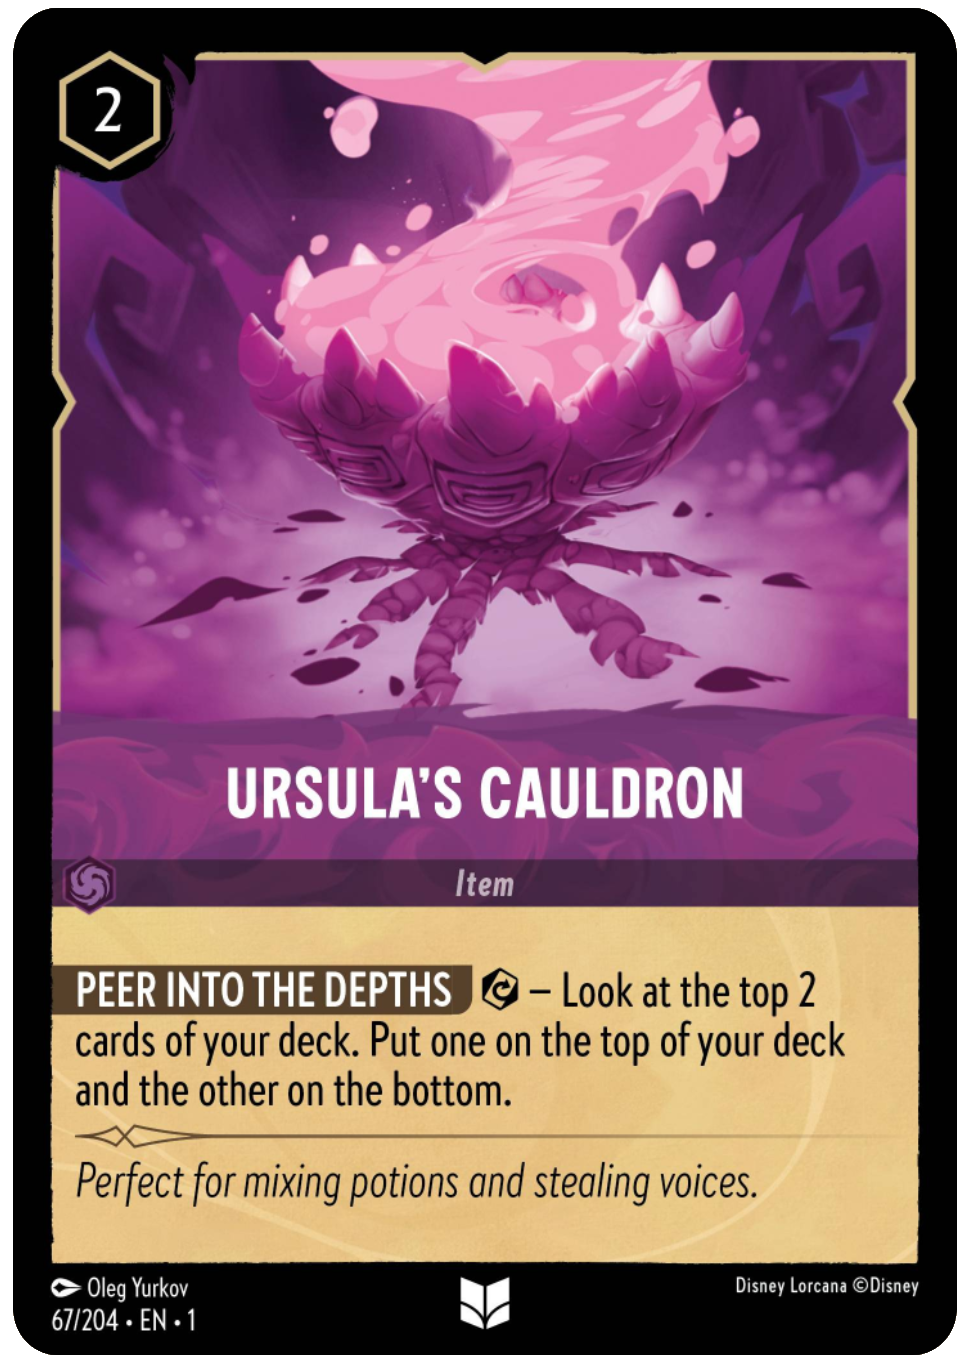 2
URSULA’S CAULDRON
Item
PEER INTO THE DEPTHS – Look at the top 2
cards of your deck. Put one on the top of your deck
and the other on the bottom.
Perfect for mixing potions and stealing voices.
Oleg Yurkov
67/204 • EN • 1
Disney Lorcana ©Disney